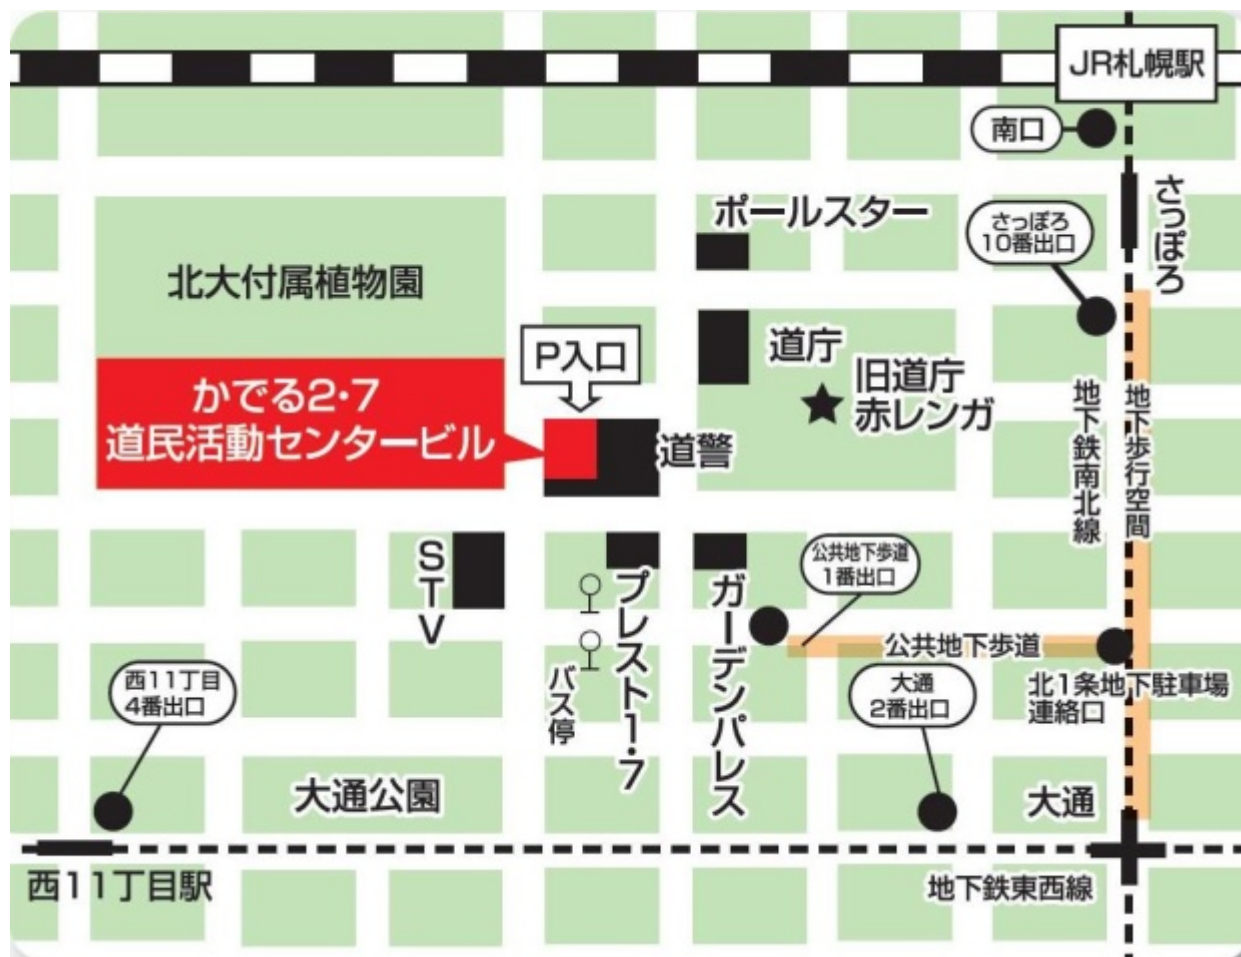 JR札幌駅
南口
さっぽろ
ポールスター
さっぽろ
10番出口
北大付属植物園
P入口
道庁
旧道庁
赤レンガ
かでる2・7
道民活動センタービル
道警
地下鉄南北線
地下歩行空間
STV
プレスト1・7
ガーデンパレス
公共地下歩道
1番出口
公共地下歩道
バス停
西11丁目
4番出口
大通
2番出口
北1条地下駐車場
連絡口
大通公園
大通
西11丁目駅
地下鉄東西線